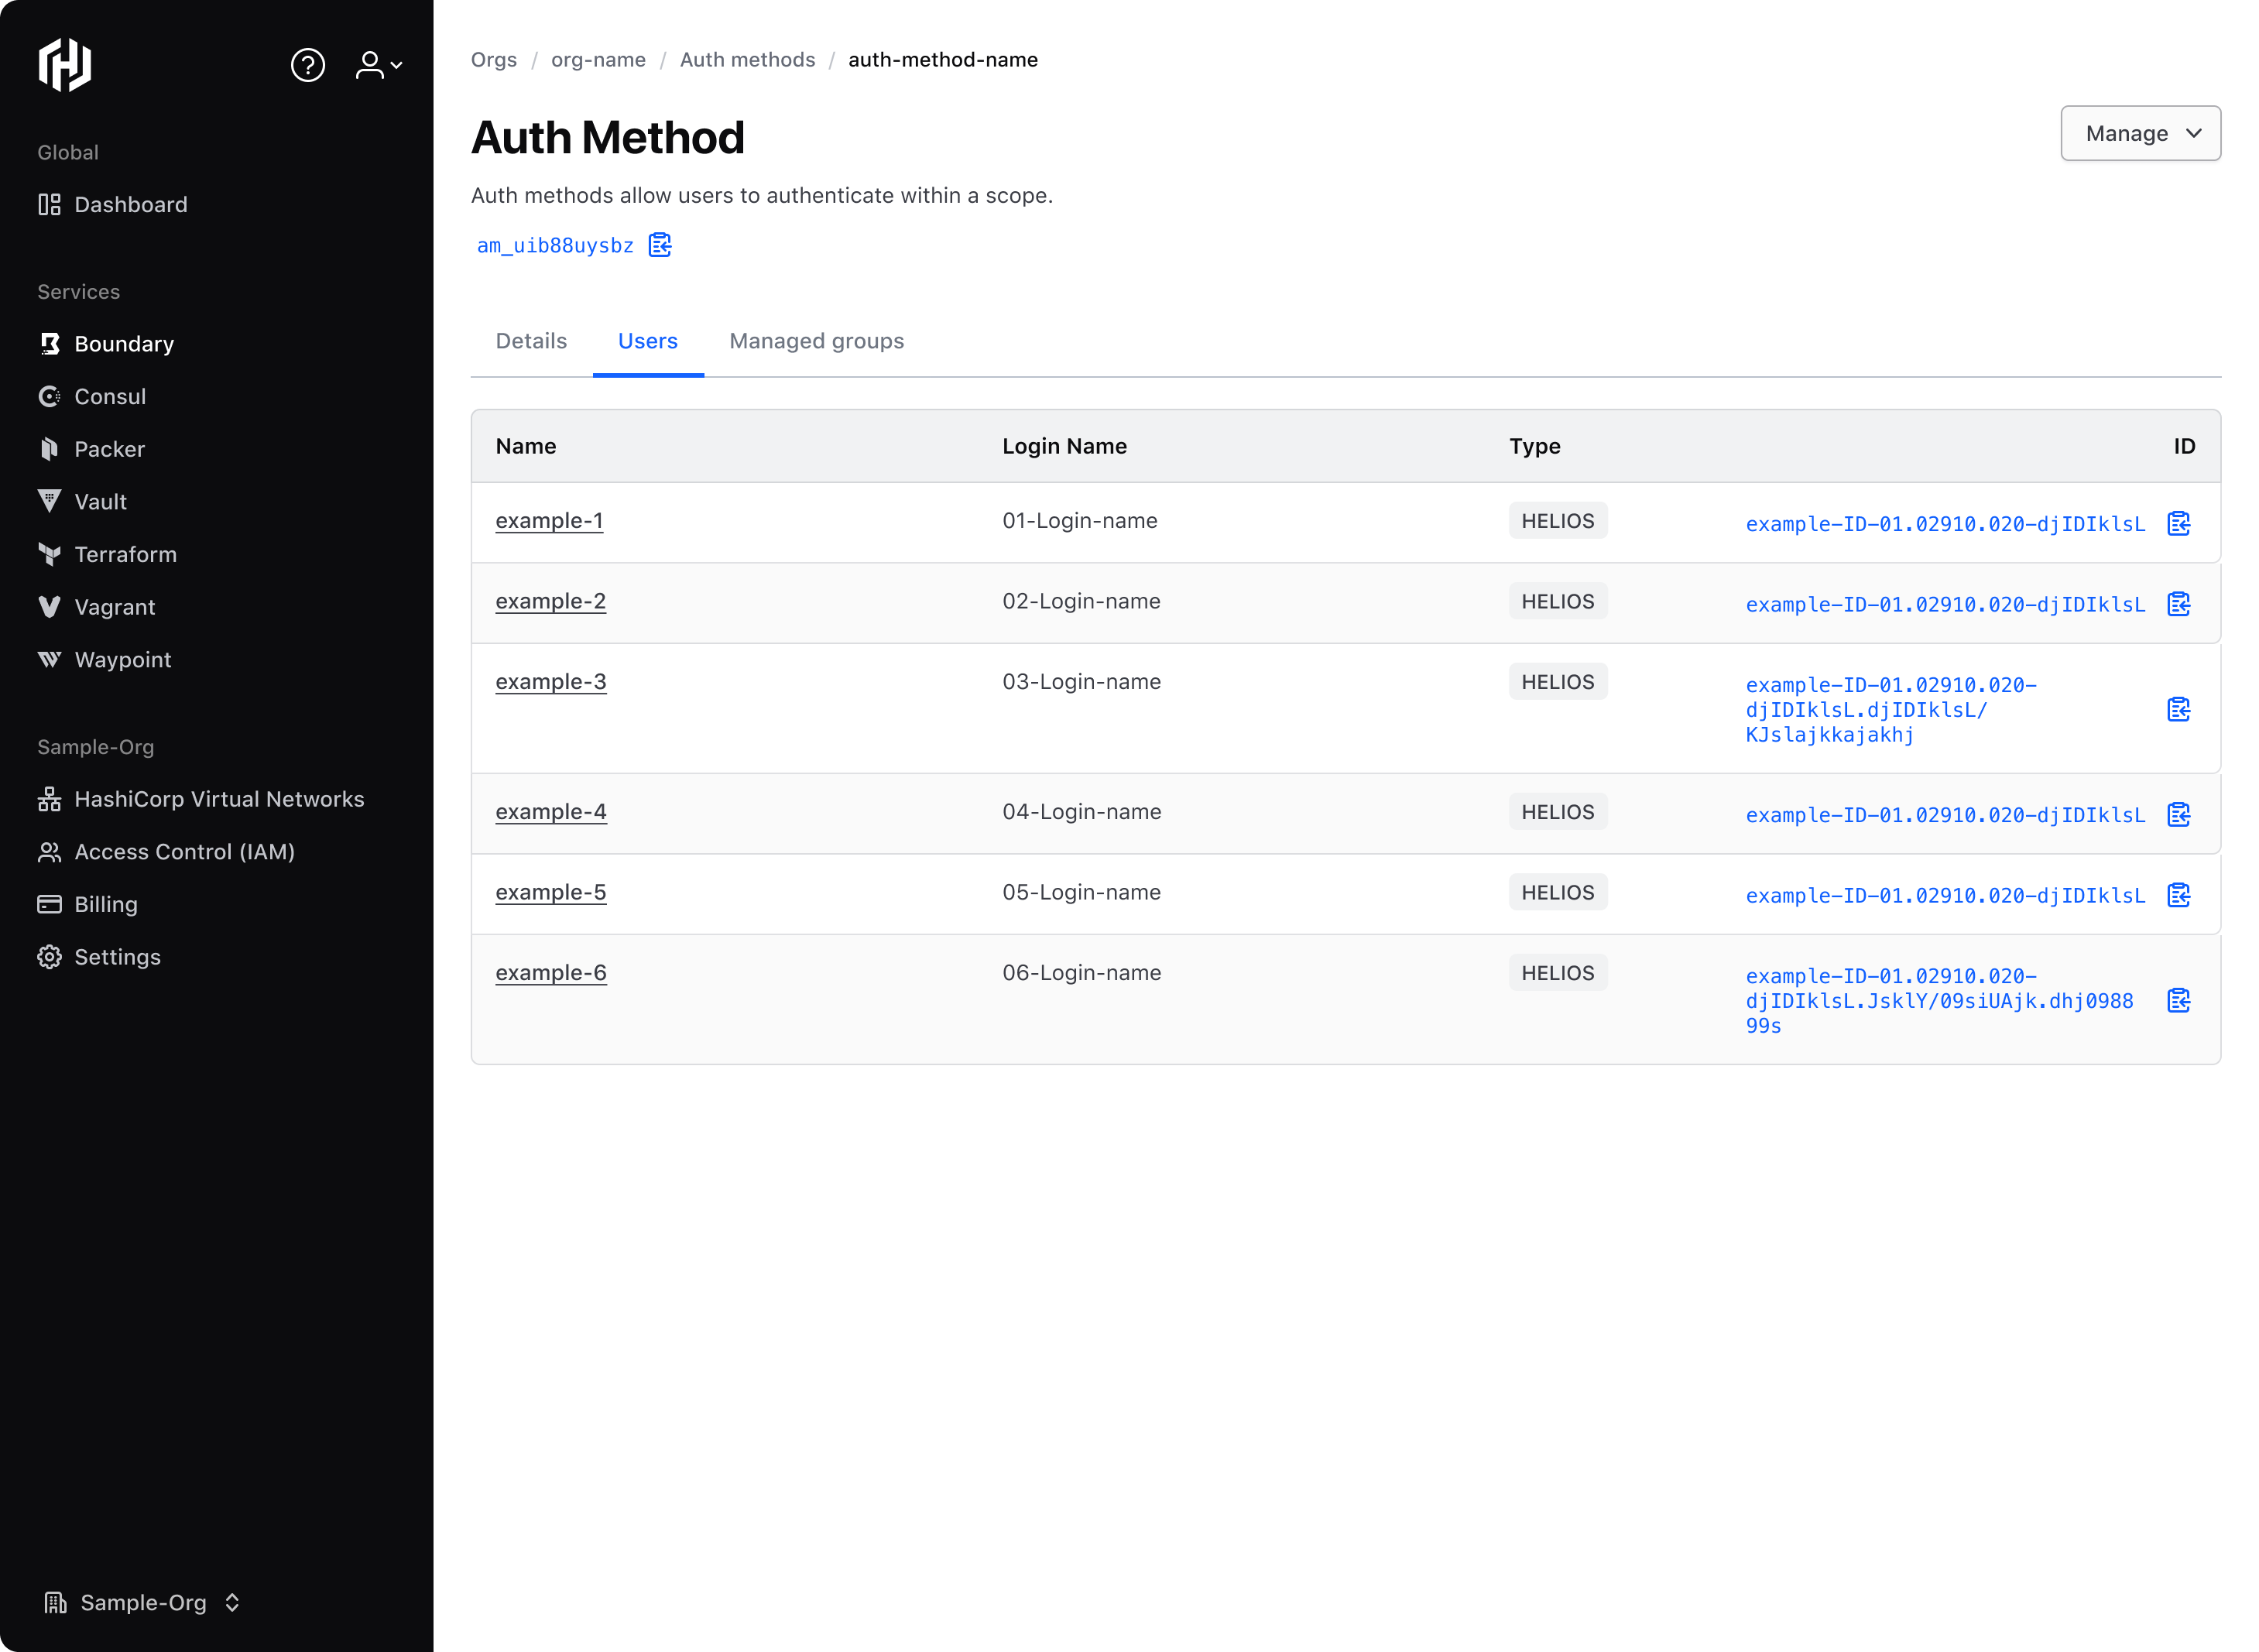 Global
Dashboard
Services
Boundary
Consul
Packer
Vault
Terraform
Vagrant
Waypoint
Sample-Org
HashiCorp Virtual Networks
Access Control (IAM)
Billing
Settings
Sample-Org
Orgs / org-name / Auth methods / auth-method-name
Auth Method
Manage
Auth methods allow users to authenticate within a scope.
am_uib88uysbz
Details Users Managed groups
Name Login Name Type ID
example-1 01-Login-name HELIOS example-ID-01.02910.020-djIDIklsL
example-2 02-Login-name HELIOS example-ID-01.02910.020-djIDIklsL
example-3 03-Login-name HELIOS example-ID-01.02910.020-
djIDIklsL.djIDIklsL/
KJslajkkajakhj
example-4 04-Login-name HELIOS example-ID-01.02910.020-djIDIklsL
example-5 05-Login-name HELIOS example-ID-01.02910.020-djIDIklsL
example-6 06-Login-name HELIOS example-ID-01.02910.020-
djIDIklsL.JsklY/09siUAjk.dhj0988
99s